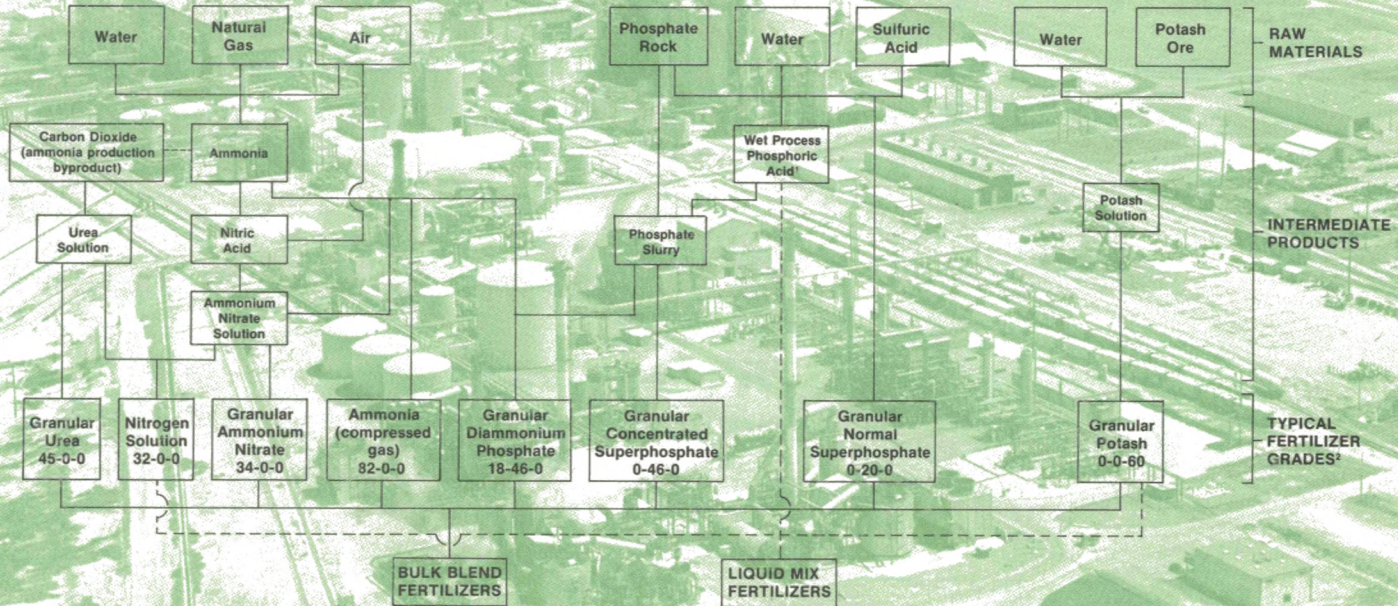 Water
Natural
Gas
Air
Phosphate
Rock
Water
Sulfuric
Acid
Water
Potash
Ore
RAW
MATERIALS
Carbon Dioxide
(ammonia production
byproduct)
Ammonia
Wet Process
Phosphoric
Acid¹
Urea
Solution
Nitric
Acid
Phosphate
Slurry
Potash
Solution
INTERMEDIATE
PRODUCTS
Ammonium
Nitrate
Solution
Granular
Urea
45-0-0
Nitrogen
Solution
32-0-0
Granular
Ammonium
Nitrate
34-0-0
Ammonia
(compressed
gas)
82-0-0
Granular
Diammonium
Phosphate
18-46-0
Granular
Concentrated
Superphosphate
0-46-0
Granular
Normal
Superphosphate
0-20-0
Granular
Potash
0-0-60
TYPICAL
FERTILIZER
GRADES²
BULK BLEND
FERTILIZERS
LIQUID MIX
FERTILIZERS